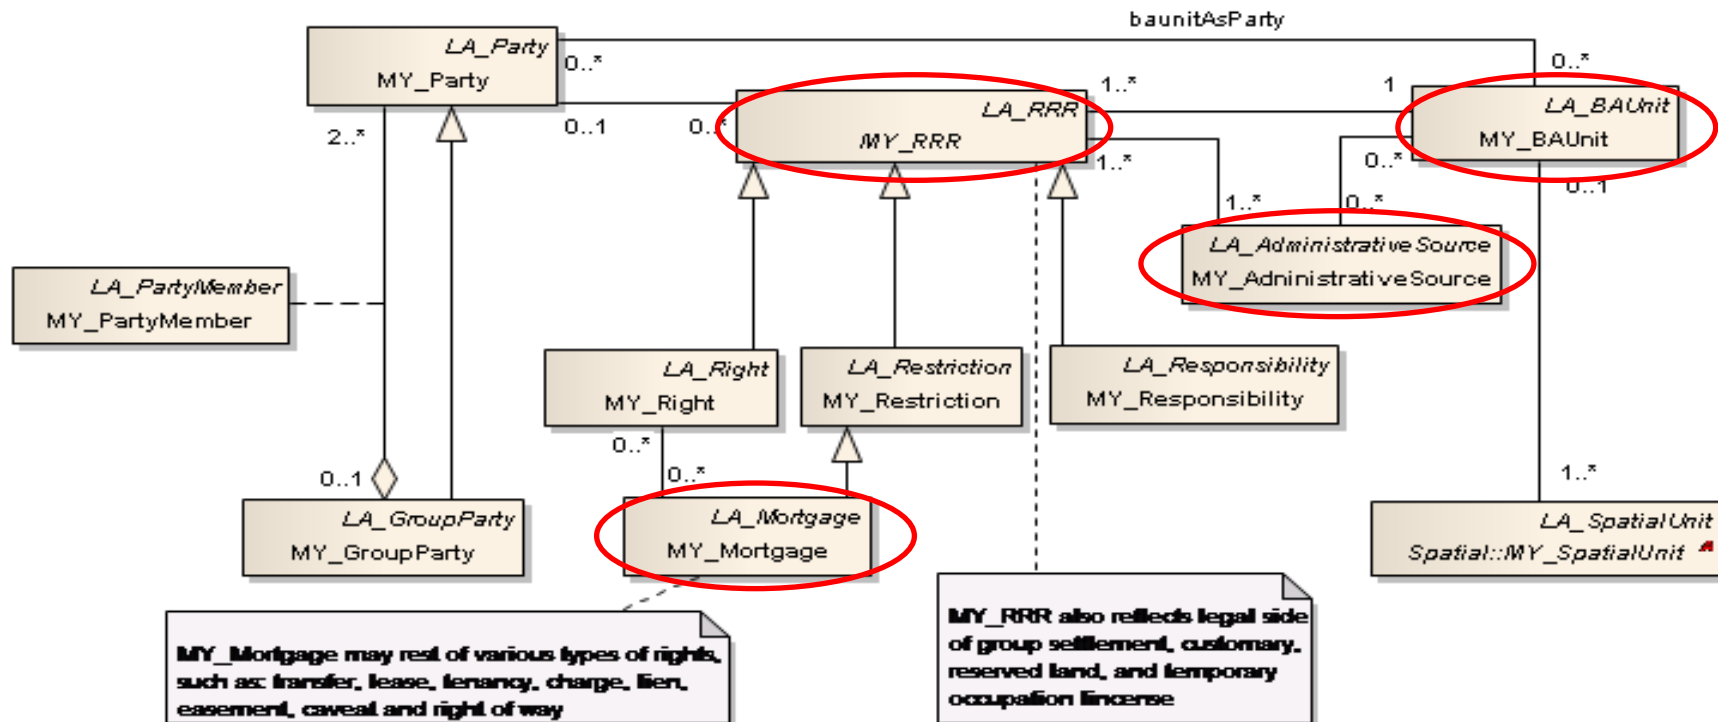 baunitAsParty
LA_Party
MY_Party
0..*
0..*
0..1
0..*
1..*
1
LA_RRR
MY_RRR
LA_BAUnit
MY_BAUnit
2..*
1..*
0..*
0..1
1..*
0..*
LA_AdministrativeSource
MY_AdninistrativeSource
LA_PartyMember
MY_PartyMember
LA_Right
MY_Right
LA_Restriction
MY_Restriction
LA_Responsibility
MY_Responsibility
0..*
0..*
0..1
1..*
LA_GroupParty
MY_GroupParty
LA_Mortgage
MY_Mortgage
LA_SpatialUnit
Spatial::MY_SpatialUnit
MY_Mortgage may rest of various types of rights,
such as: transfer, lease, tenancy, charge, lien,
easement, caveat and right of way
MY_RRR also reflects legal side
of group settlement, customary,
reserved land, and temporary
occupation lincense